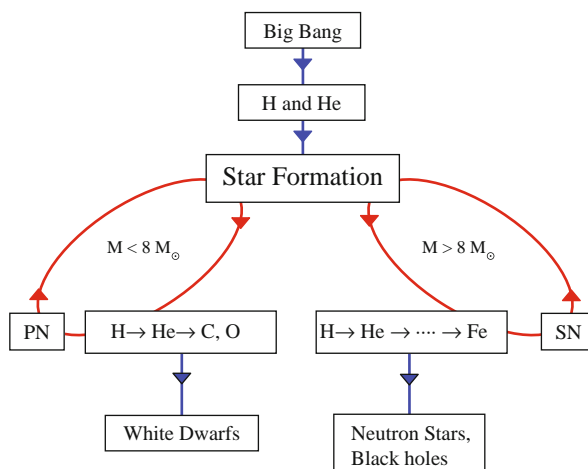 Big Bang
H and He
Star Formation
M < 8 M☉
M > 8 M☉
PN
H→ He→ C, O
H→ He → ···· → Fe
SN
White Dwarfs
Neutron Stars,
Black holes